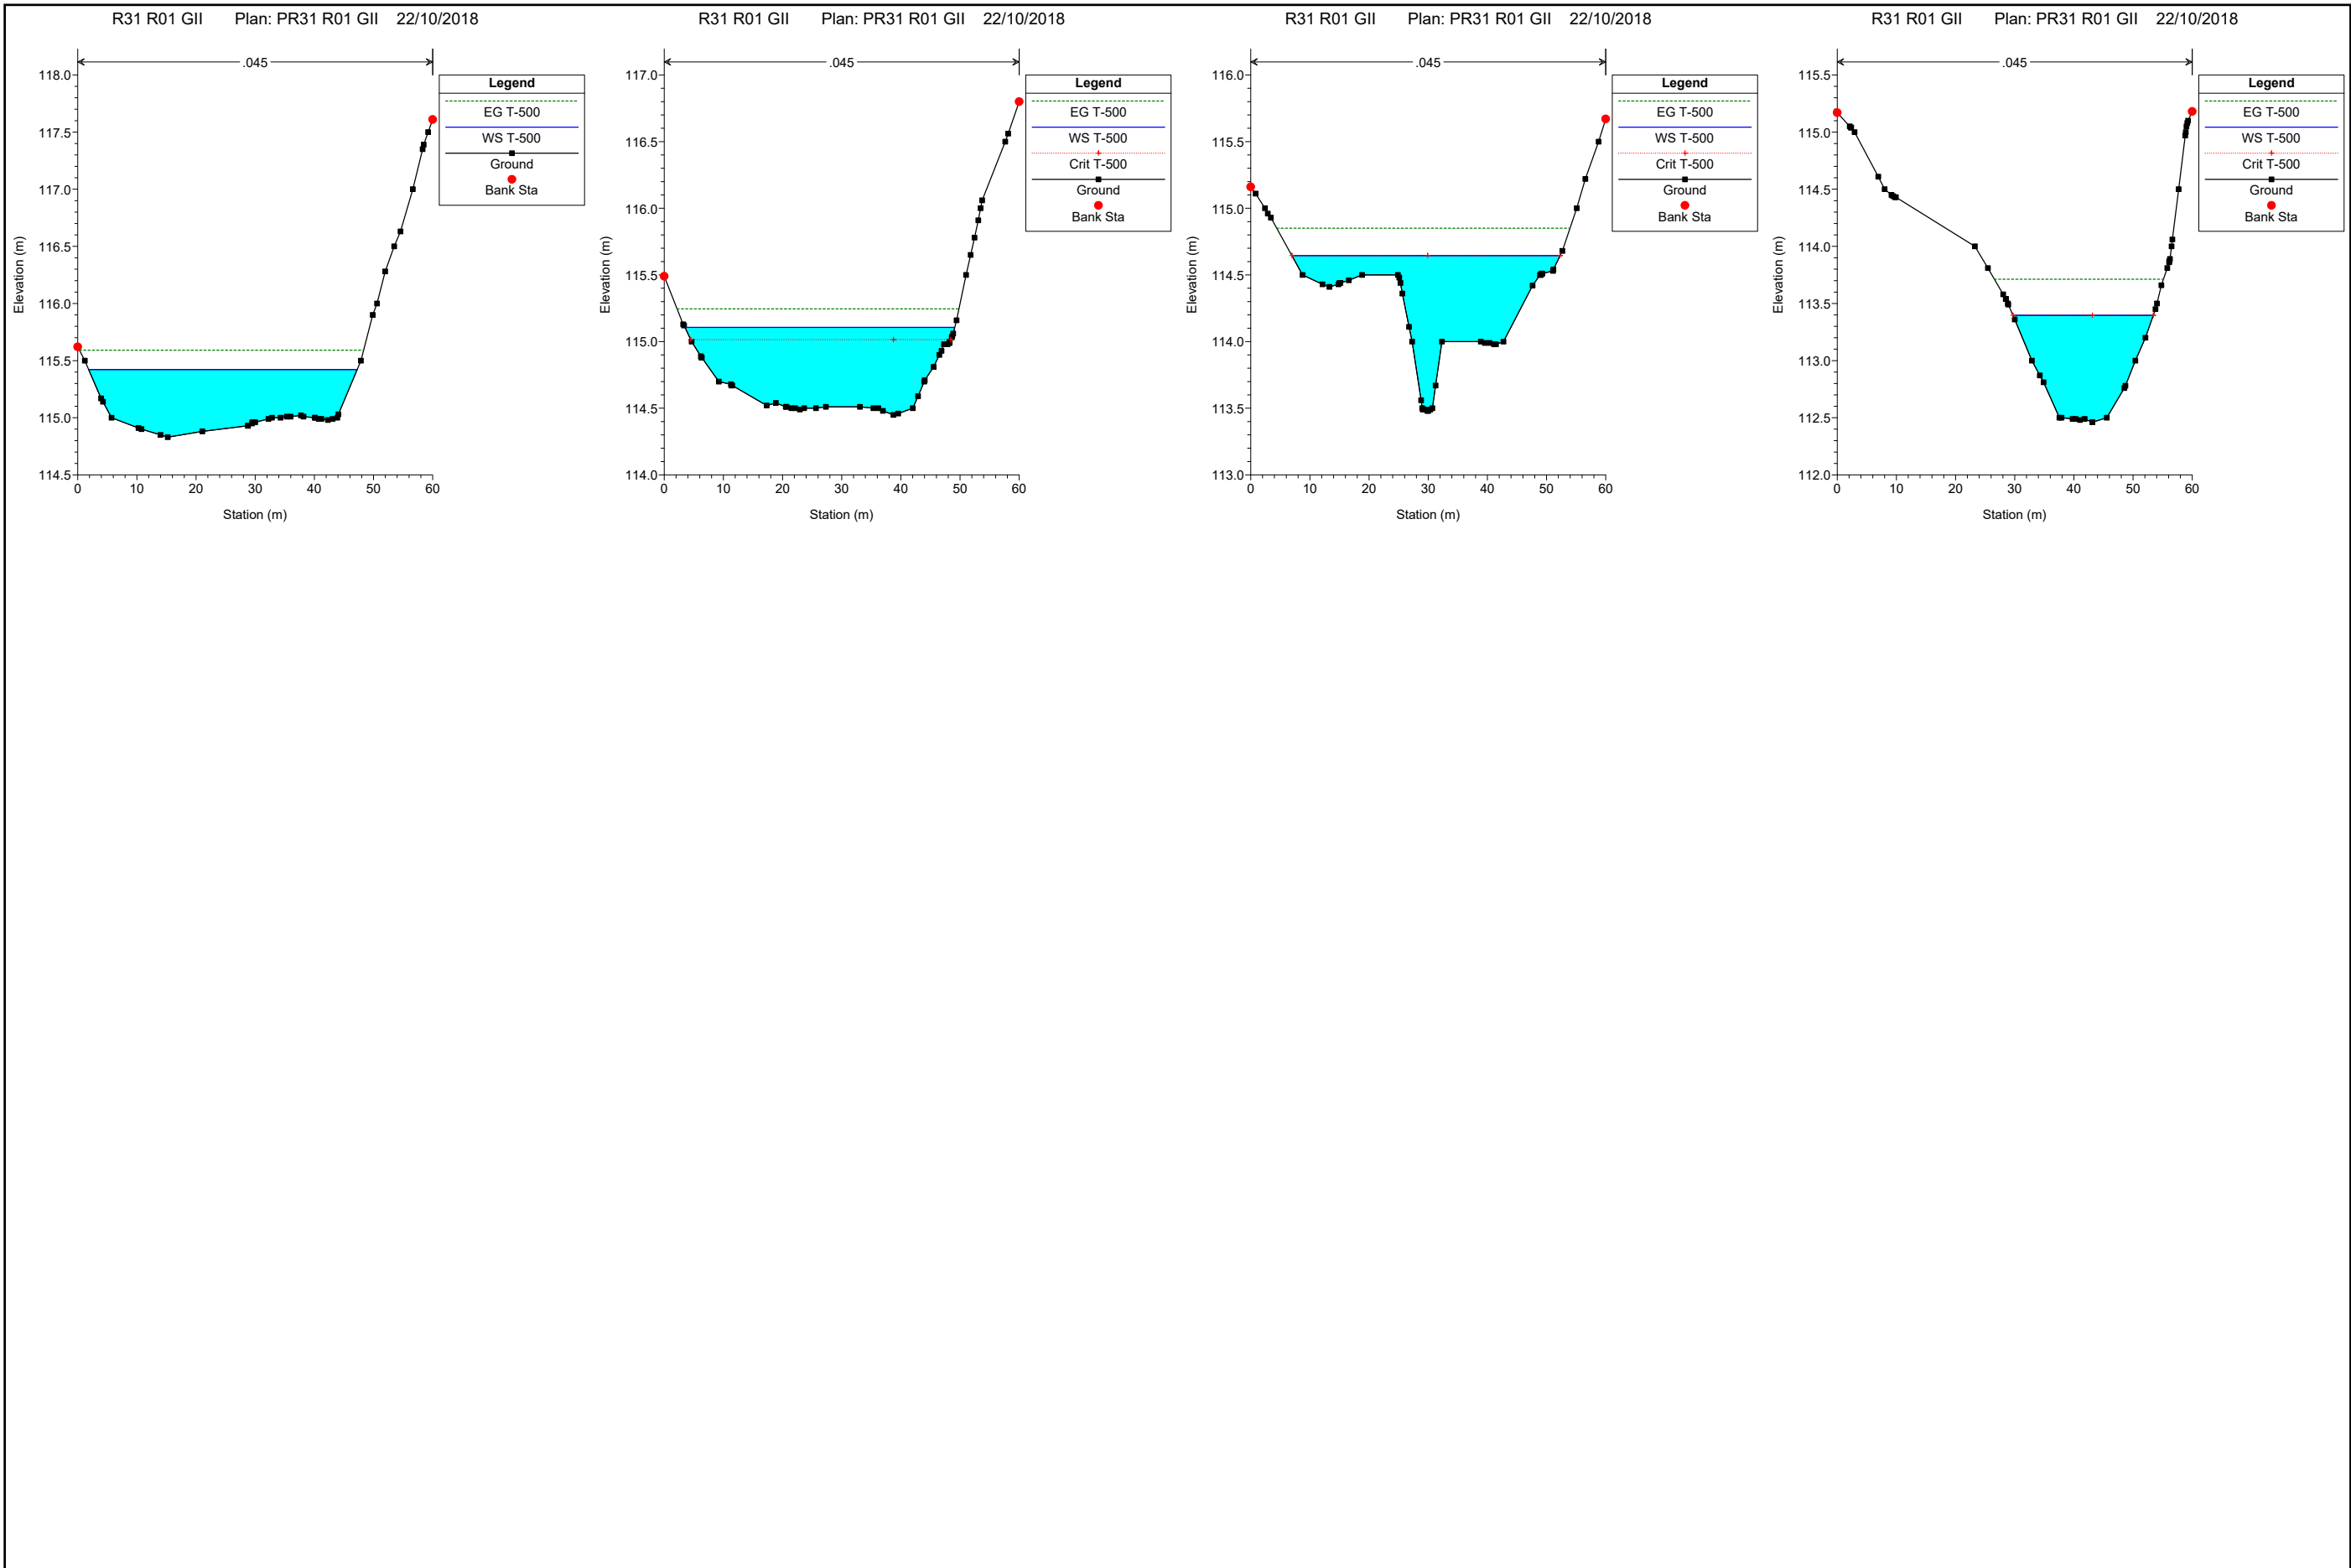 R31 R01 GII Plan: PR31 R01 GII 22/10/2018
.045
Legend
EG T-500
WS T-500
Ground
Bank Sta
118.0
117.5
117.0
116.5
116.0
115.5
115.0
114.5
Elevation (m)
0 10 20 30 40 50 60
Station (m)
R31 R01 GII Plan: PR31 R01 GII 22/10/2018
.045
Legend
EG T-500
WS T-500
Crit T-500
Ground
Bank Sta
117.0
116.5
116.0
115.5
115.0
114.5
114.0
Elevation (m)
0 10 20 30 40 50 60
Station (m)
R31 R01 GII Plan: PR31 R01 GII 22/10/2018
.045
Legend
EG T-500
WS T-500
Crit T-500
Ground
Bank Sta
116.0
115.5
115.0
114.5
114.0
113.5
113.0
Elevation (m)
0 10 20 30 40 50 60
Station (m)
R31 R01 GII Plan: PR31 R01 GII 22/10/2018
.045
Legend
EG T-500
WS T-500
Crit T-500
Ground
Bank Sta
115.5
115.0
114.5
114.0
113.5
113.0
112.5
112.0
Elevation (m)
0 10 20 30 40 50 60
Station (m)